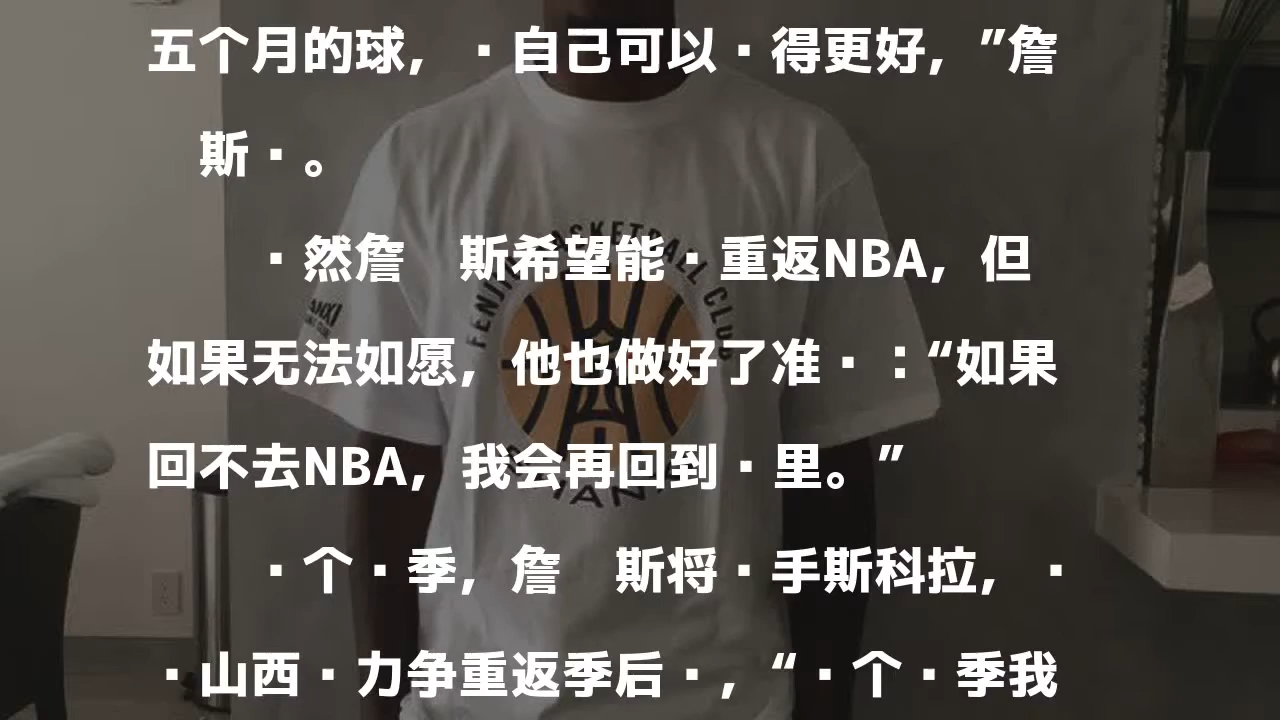 五个月的球，▪自己可以▪得更好，”詹
斯▪。
▪然詹 斯希望能▪重返NBA，但
如果无法如愿，他也做好了准▪：“如果
回不去NBA，我会再回到▪里。”
▪个▪季，詹 斯将▪手斯科拉，▪
▪山西▪力争重返季后▪，“▪个▪季我
BASKETBALL CLUB